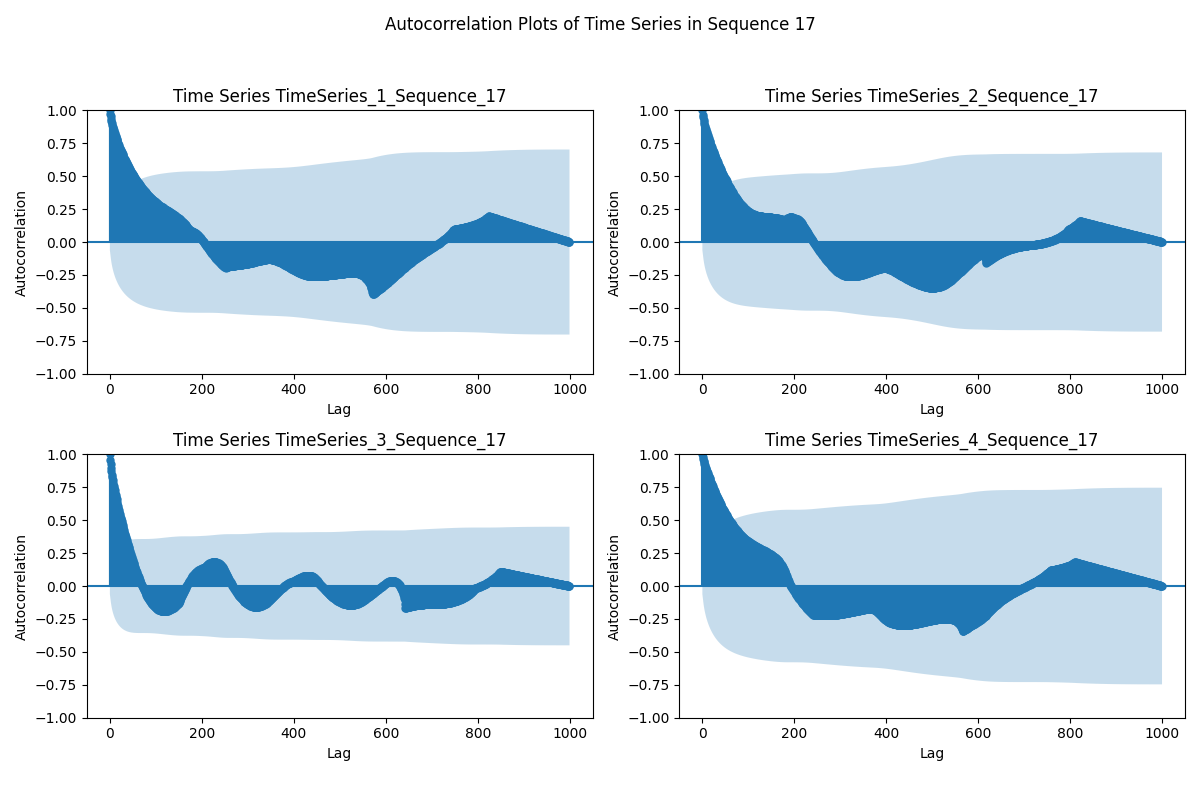 Autocorrelation Plots of Time Series in Sequence 17
Time Series TimeSeries_1_Sequence_17
1.00
0.75
0.50
0.25
0.00
−0.25
−0.50
−0.75
−1.00
Autocorrelation
0 200 400 600 800 1000
Lag
Time Series TimeSeries_2_Sequence_17
1.00
0.75
0.50
0.25
0.00
−0.25
−0.50
−0.75
−1.00
Autocorrelation
0 200 400 600 800 1000
Lag
Time Series TimeSeries_3_Sequence_17
1.00
0.75
0.50
0.25
0.00
−0.25
−0.50
−0.75
−1.00
Autocorrelation
0 200 400 600 800 1000
Lag
Time Series TimeSeries_4_Sequence_17
1.00
0.75
0.50
0.25
0.00
−0.25
−0.50
−0.75
−1.00
Autocorrelation
0 200 400 600 800 1000
Lag